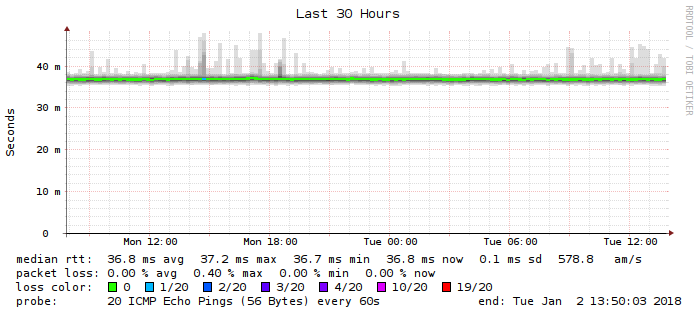 Last 30 Hours
RRDTOOL / TOBI OETIKER
Seconds
40 m
30 m
20 m
10 m
0
Mon 12:00 Mon 18:00 Tue 00:00 Tue 06:00 Tue 12:00
median rtt: 36.8 ms avg 37.2 ms max 36.7 ms min 36.8 ms now 0.1 ms sd 578.8 am/s
packet loss: 0.00 % avg 0.40 % max 0.00 % min 0.00 % now
loss color: 0 1/20 2/20 3/20 4/20 10/20 19/20
probe: 20 ICMP Echo Pings (56 Bytes) every 60s end: Tue Jan 2 13:50:03 2018